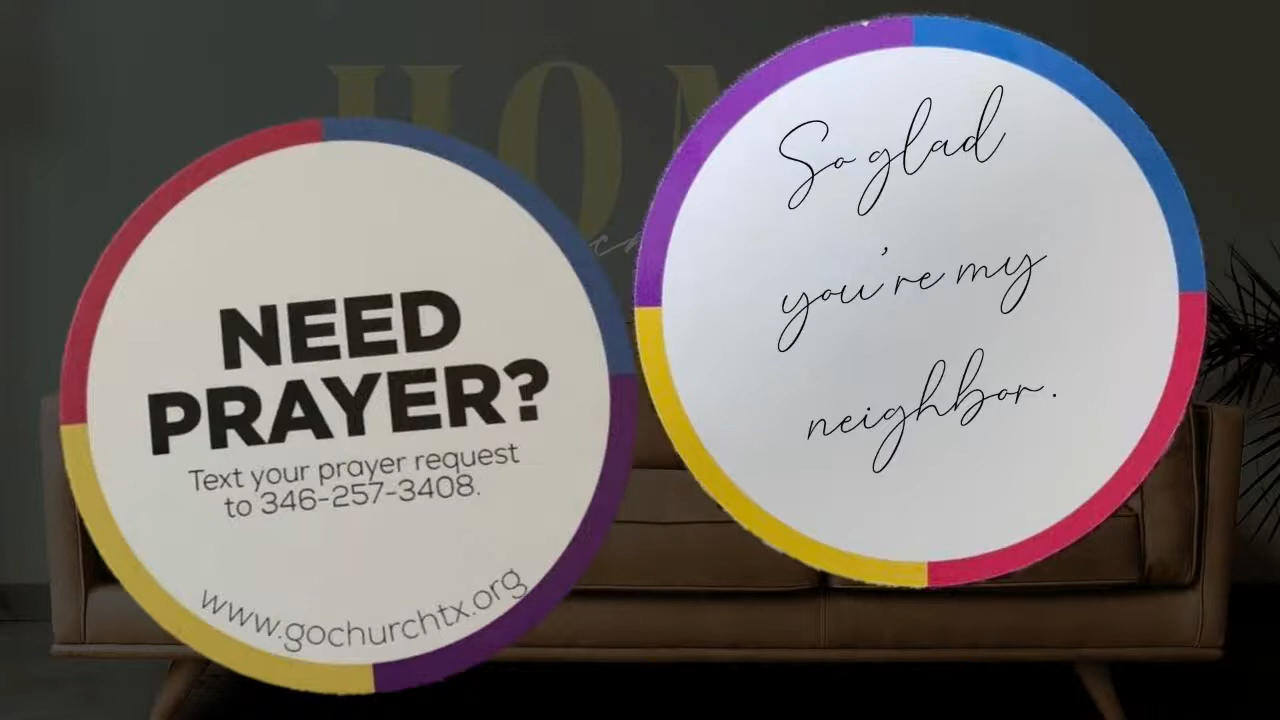 HOM
NEED
PRAYER?
Text your prayer request
to 346-257-3408.
www.gochurchtx.org
So glad
you're my
neighbor.